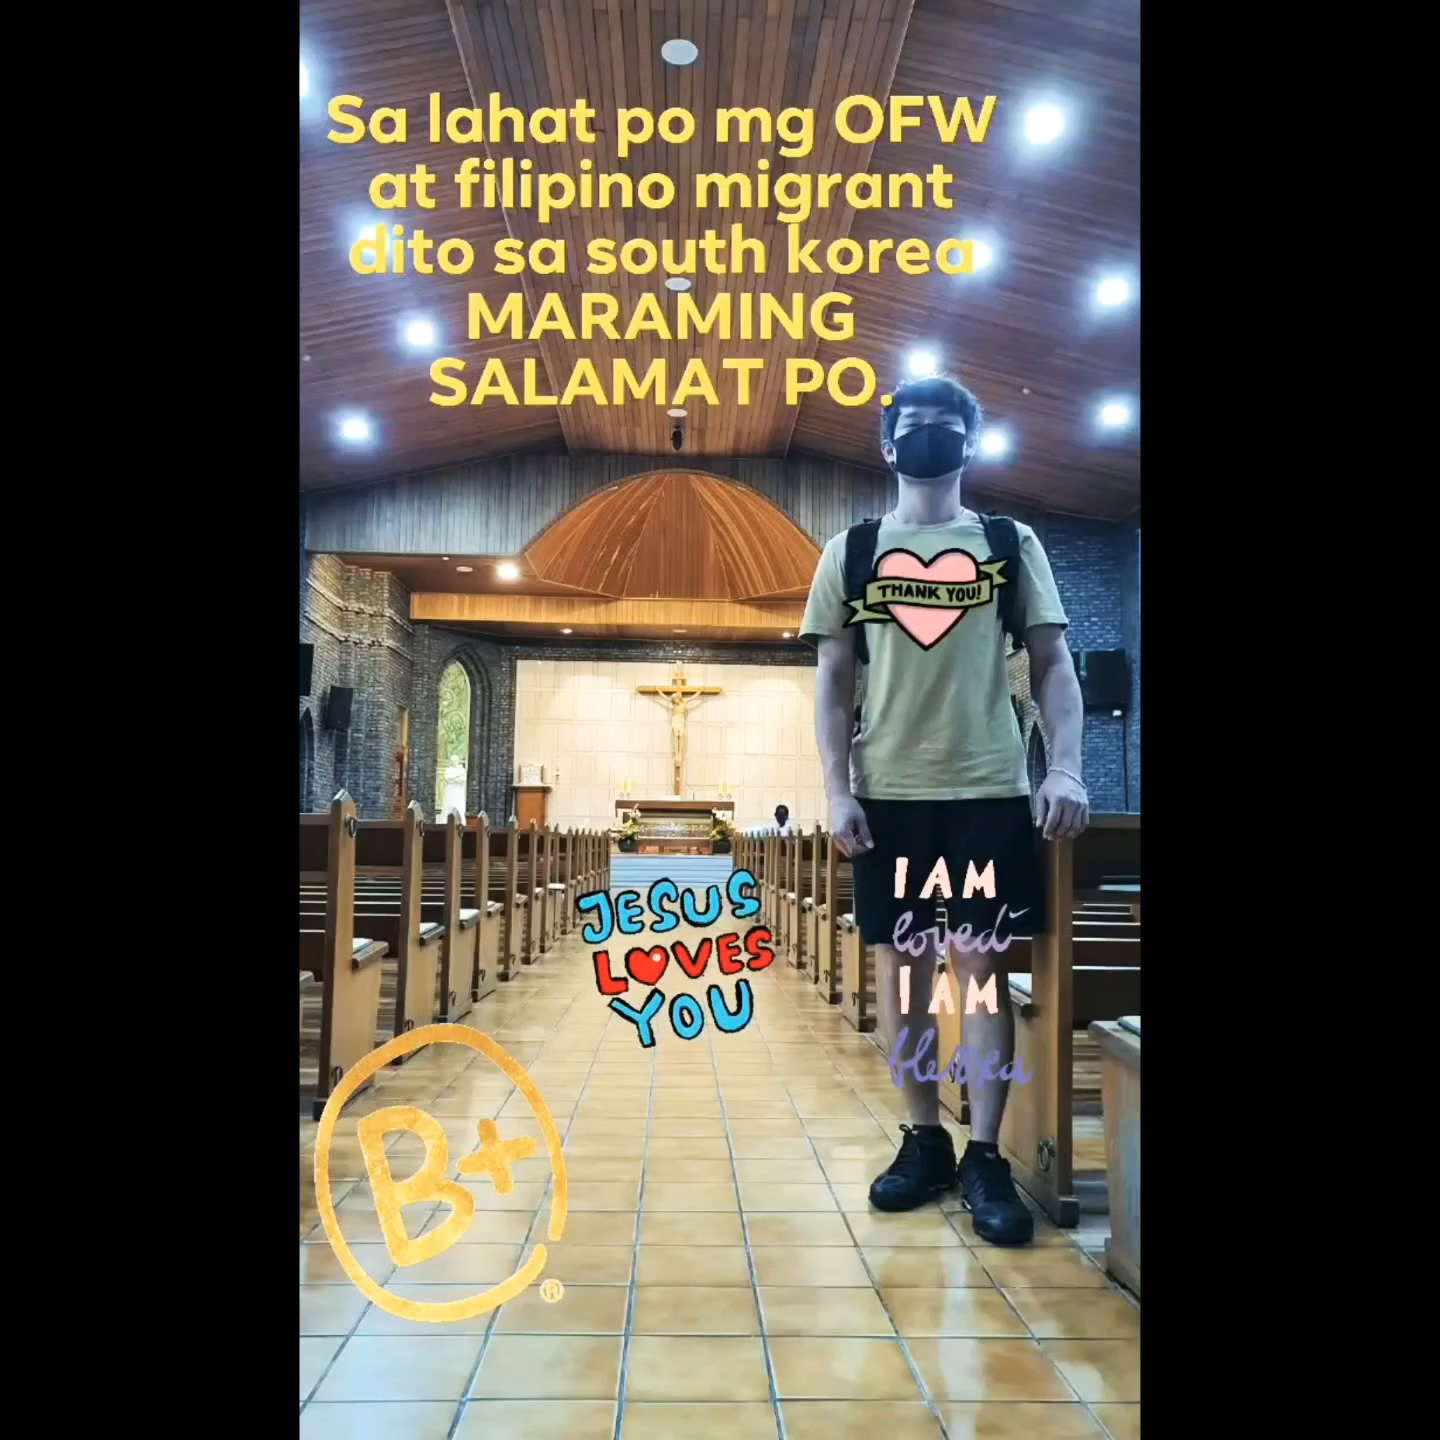 Sa lahat po mg OFW
at filipino migrant
dito sa south korea
MARAMING
SALAMAT PO.
THANK YOU!
I AM
loved
I AM
blessed
JESUS
LOVES
YOU
B+
®